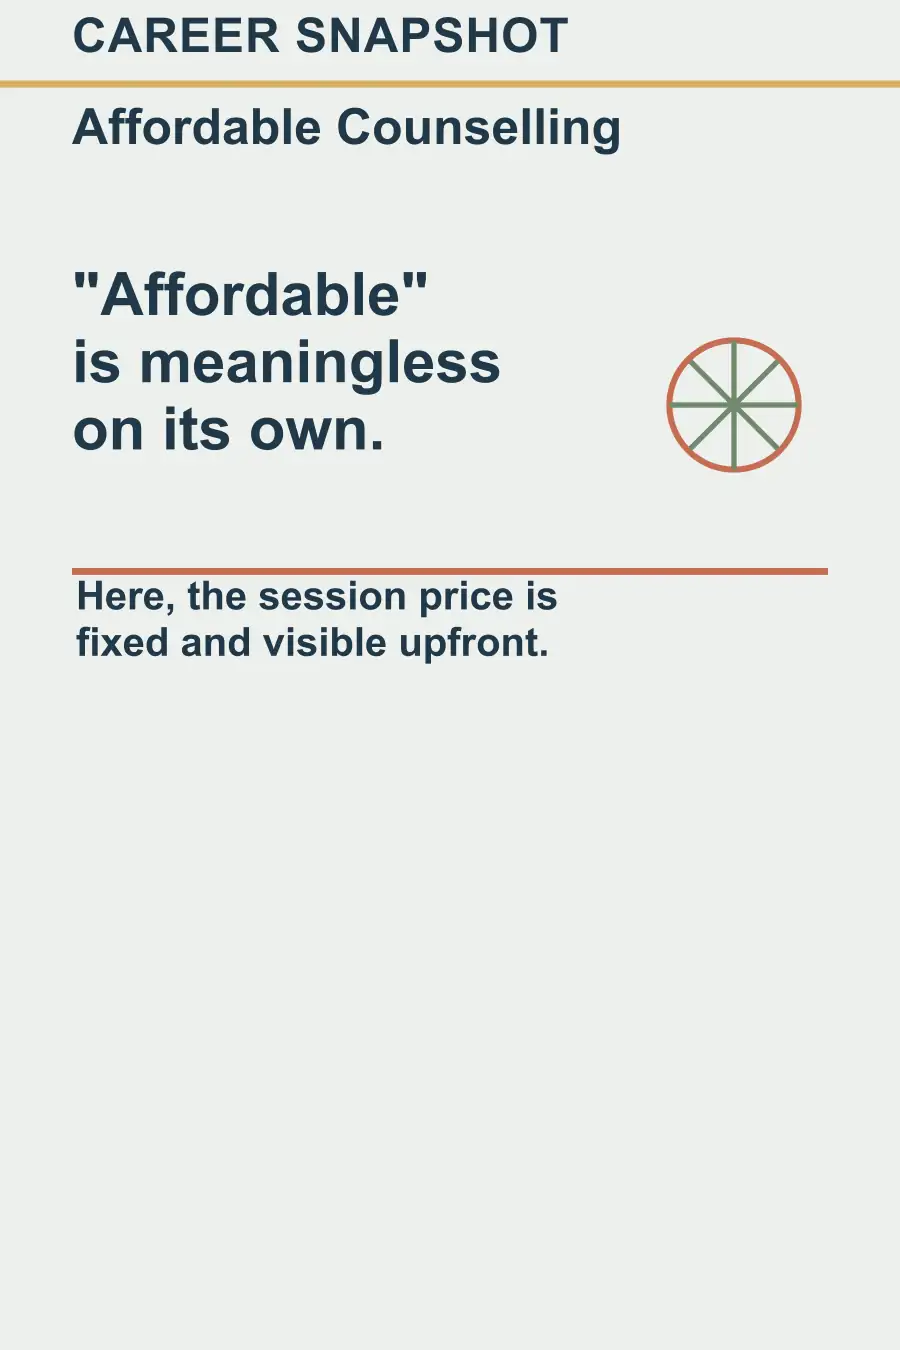 CAREER SNAPSHOT
Affordable Counselling
"Affordable"
is meaningless
on its own.
Here, the session price is
fixed and visible upfront.